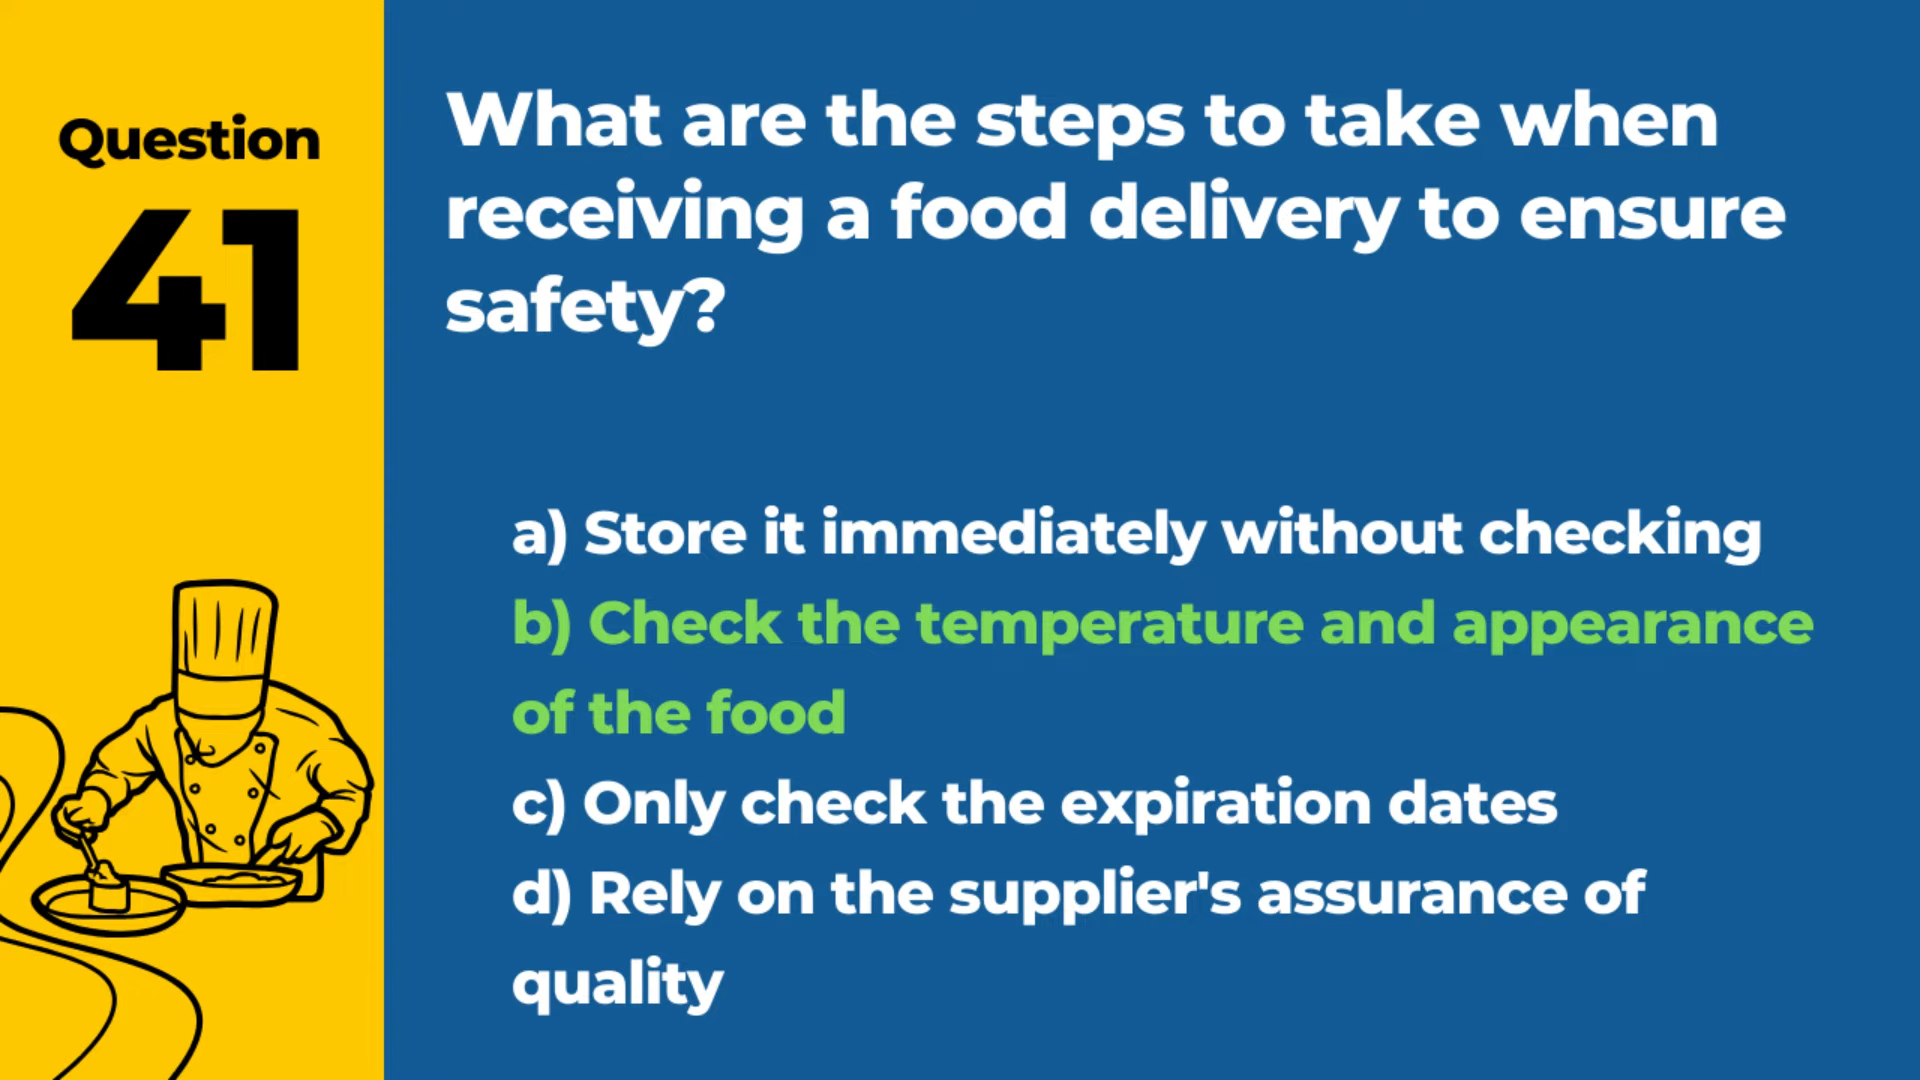 Question
41
What are the steps to take when
receiving a food delivery to ensure
safety?
a) Store it immediately without checking
b) Check the temperature and appearance
of the food
c) Only check the expiration dates
d) Rely on the supplier's assurance of
quality